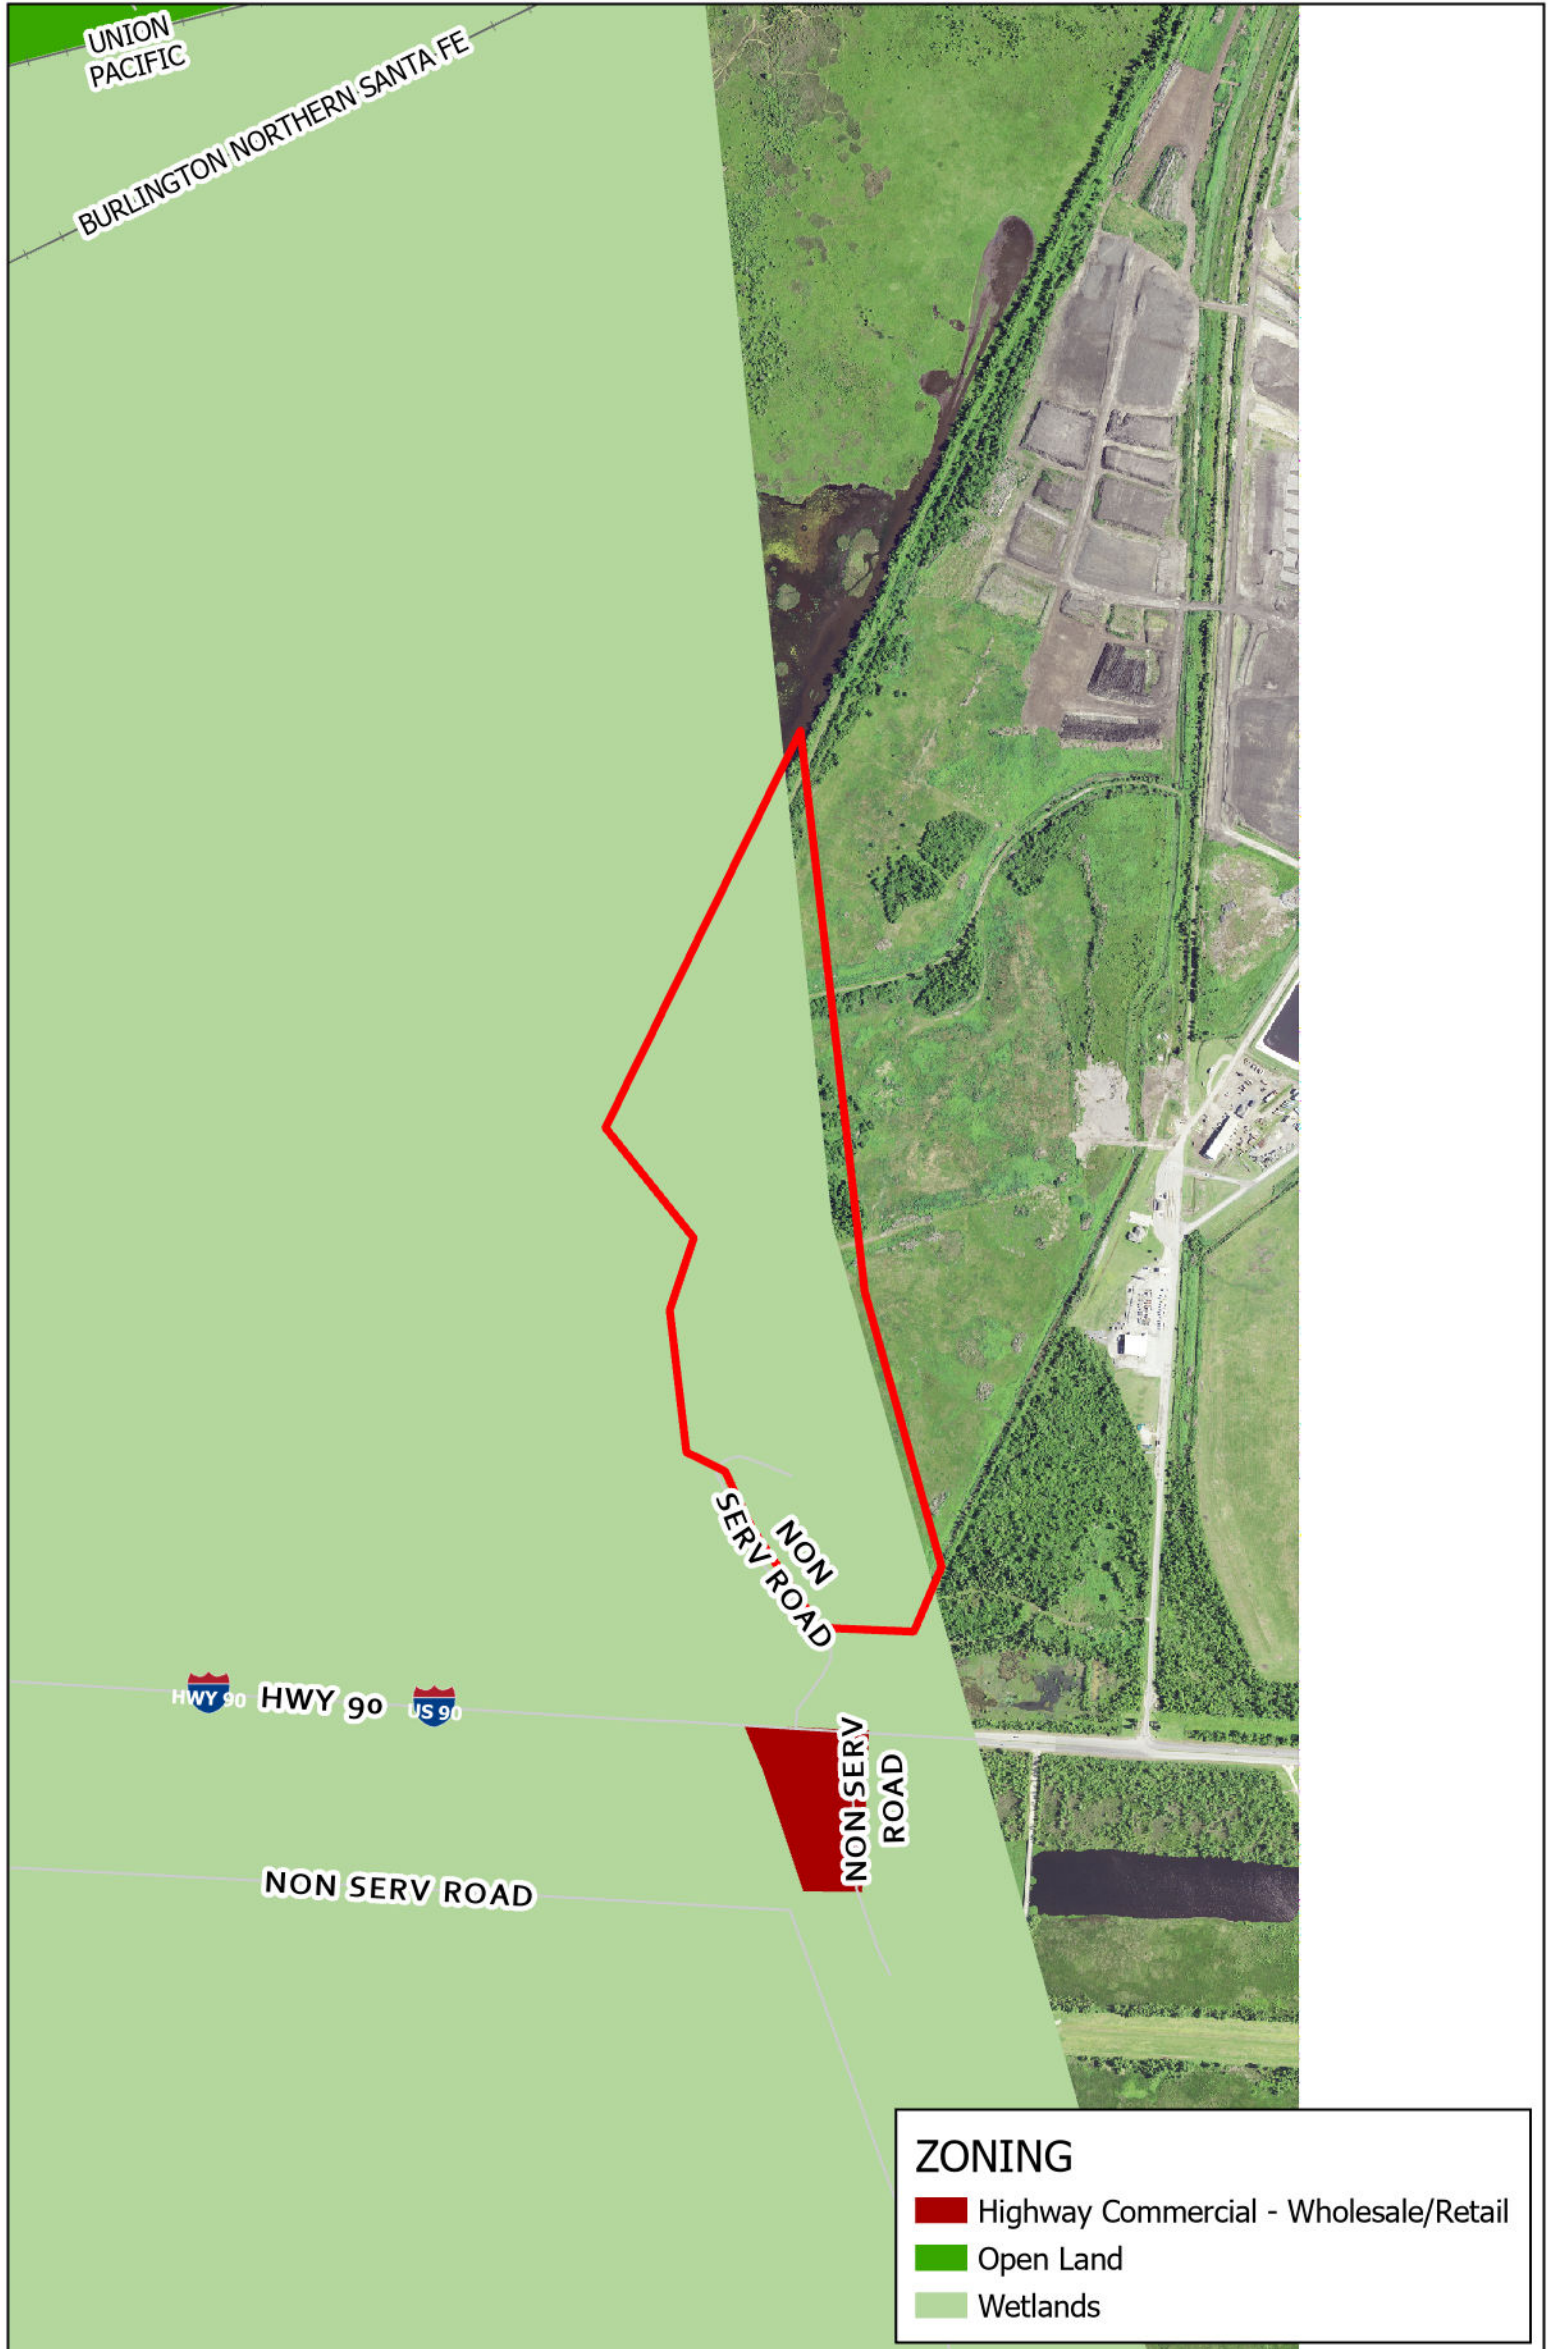 UNION
PACIFIC
BURLINGTON NORTHERN SANTA FE
NON
SERV ROAD
HWY 90
HWY 90
US 90
NON SERV
ROAD
NON SERV ROAD
ZONING
Highway Commercial - Wholesale/Retail
Open Land
Wetlands